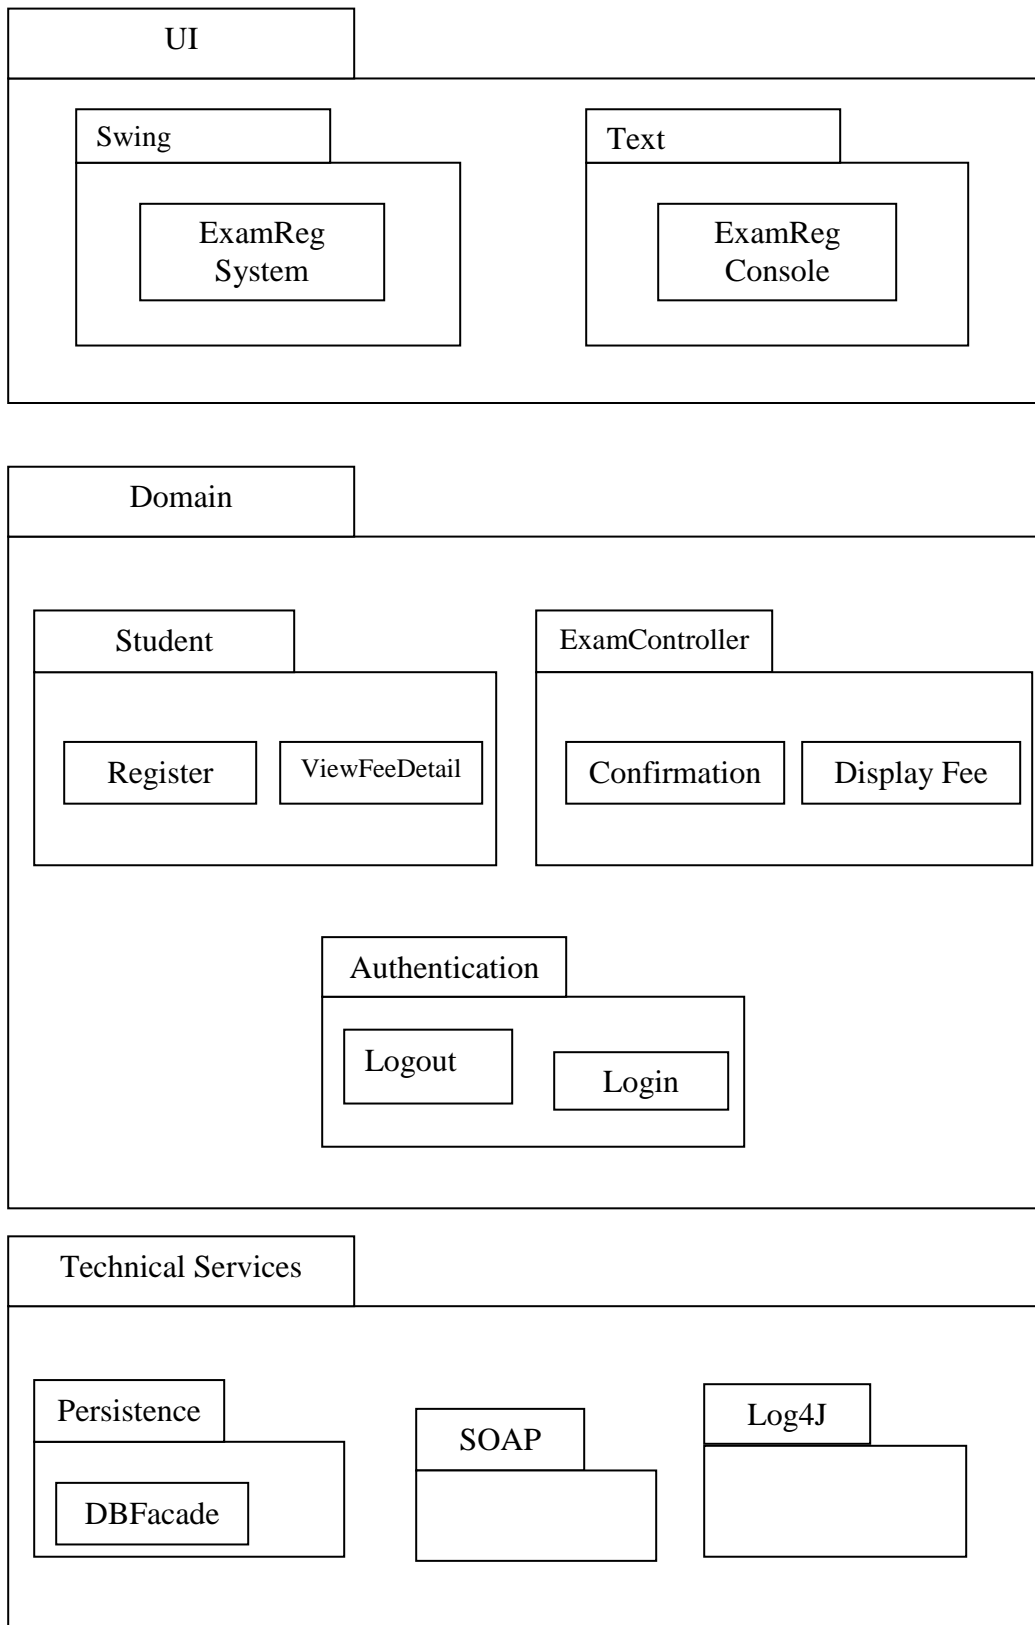 UI
Swing
Text
ExamReg
System
ExamReg
Console
Domain
Student
ExamController
Register
ViewFeeDetail
Confirmation
Display Fee
Authentication
Logout
Login
Technical Services
Persistence
SOAP
Log4J
DBFacade